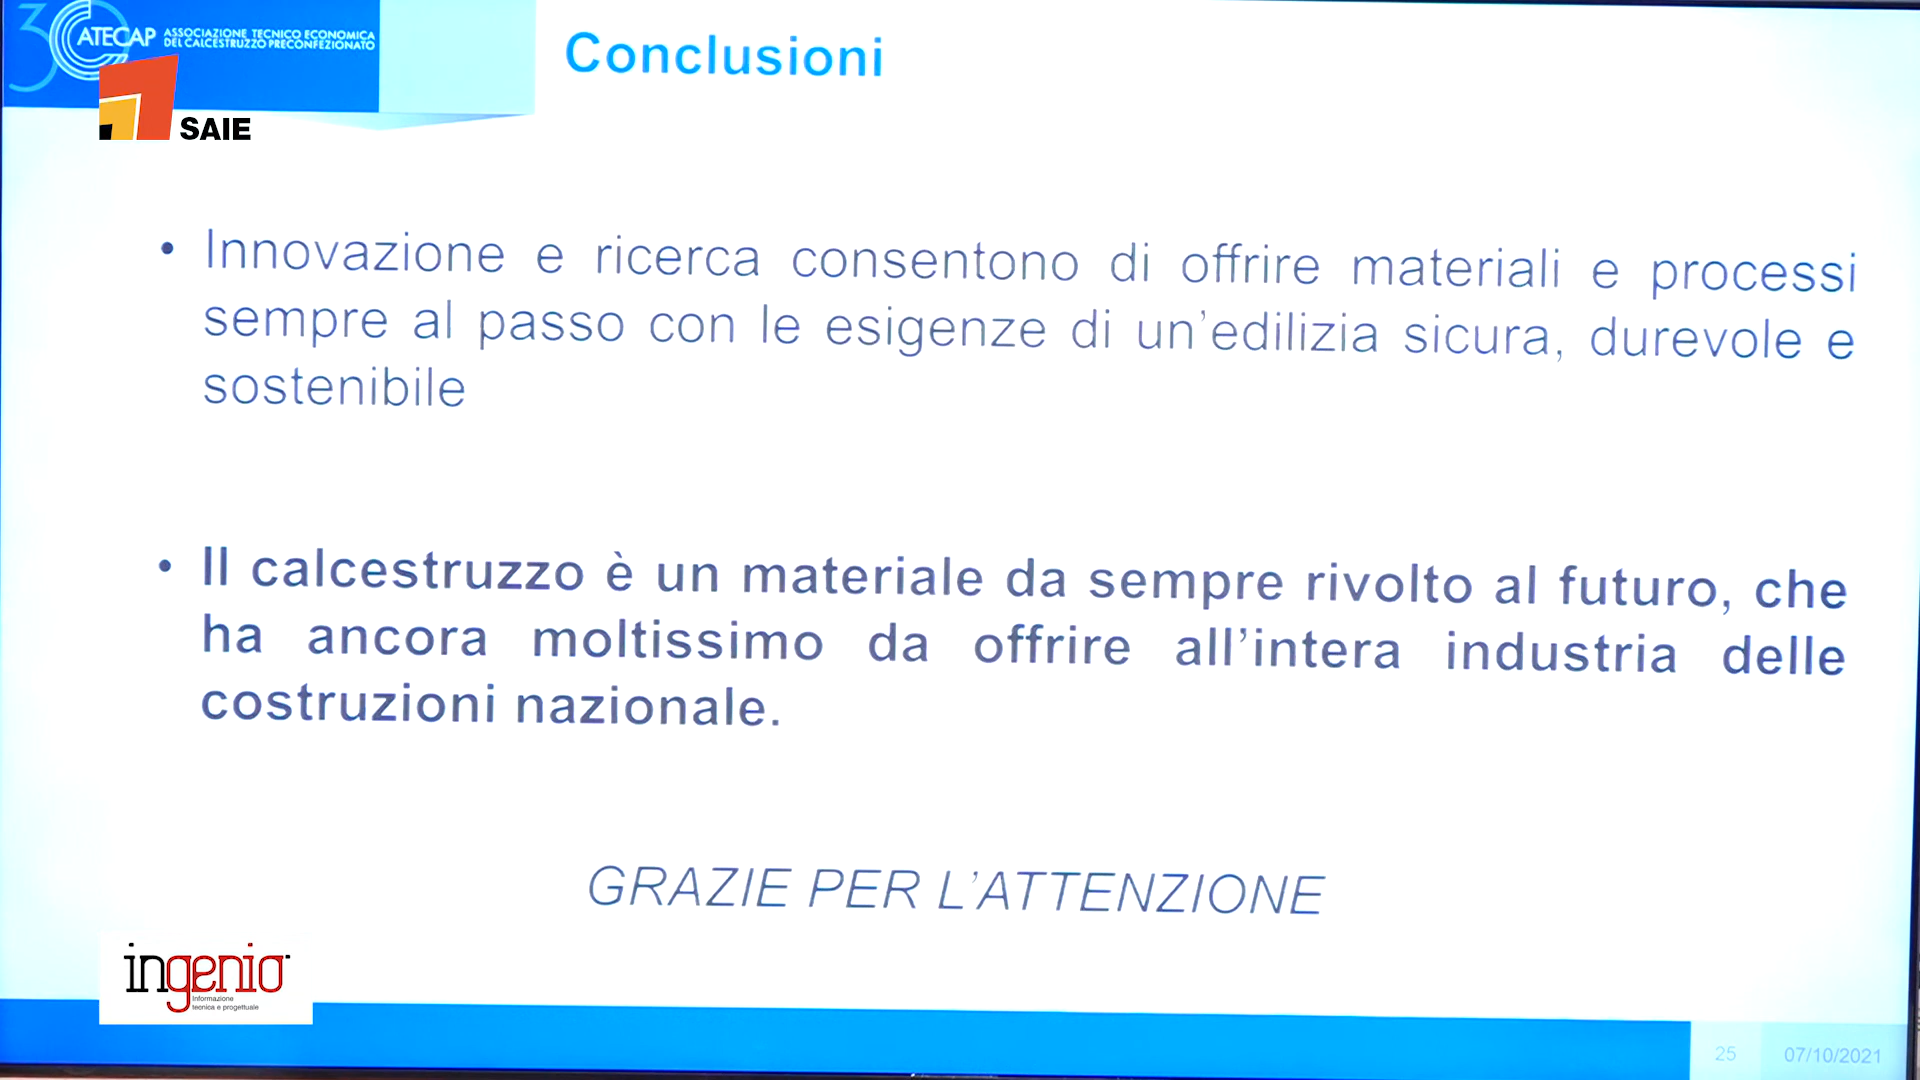 30 ATECAP ASSOCIAZIONE TECNICO ECONOMICA
DEL CALCESTRUZZO PRECONFEZIONATO
SAIE
Conclusioni
• Innovazione e ricerca consentono di offrire materiali e processi
sempre al passo con le esigenze di un'edilizia sicura, durevole e
sostenibile
• Il calcestruzzo è un materiale da sempre rivolto al futuro, che
ha ancora moltissimo da offrire all'intera industria delle
costruzioni nazionale.
GRAZIE PER L'ATTENZIONE
ingenio
Informazione
tecnica e progettuale
25 07/10/2021